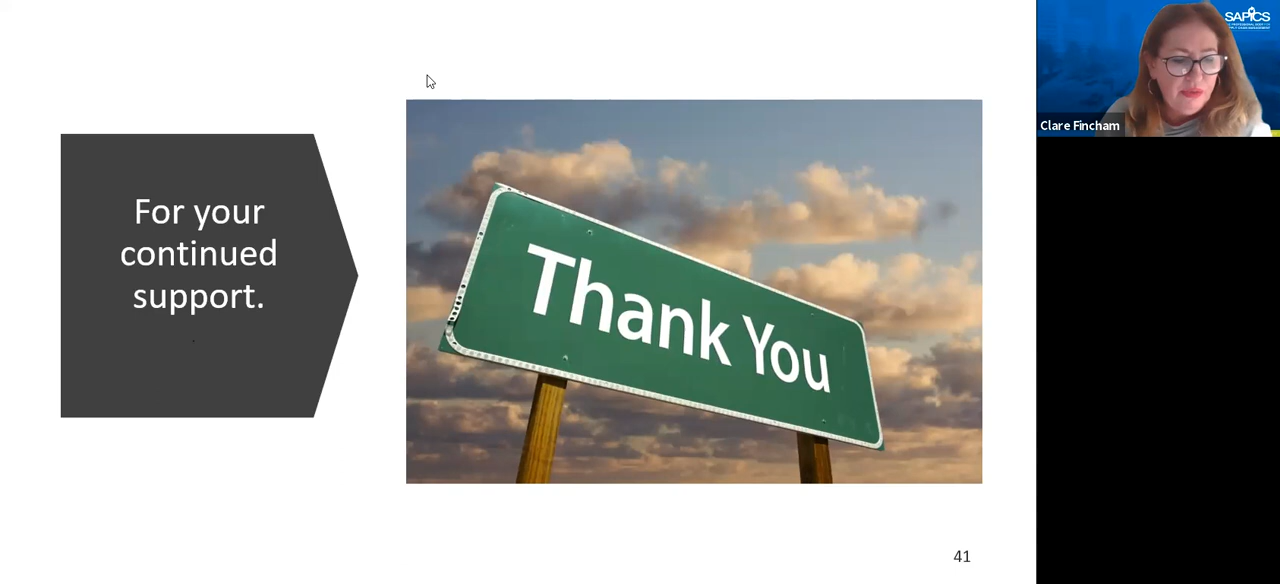 For your
continued
support.
.
Thank You
41
SAPICS
Clare Fincham